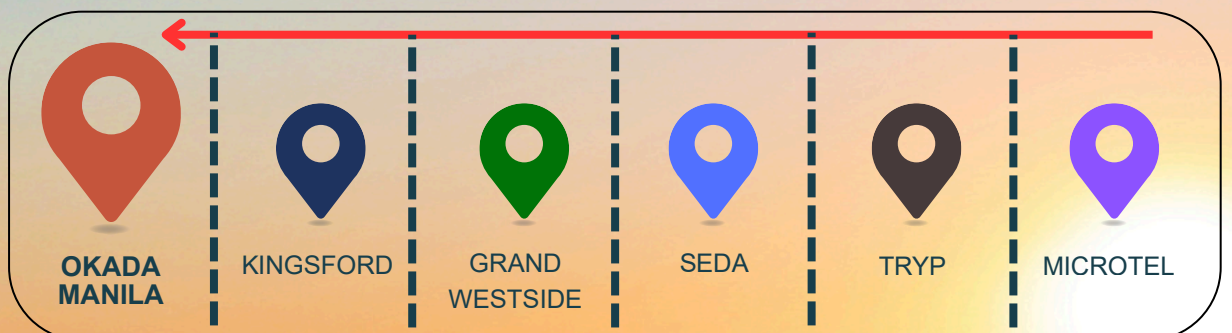 OKADA
MANILA
KINGSFORD
GRAND
WESTSIDE
SEDA
TRYP
MICROTEL